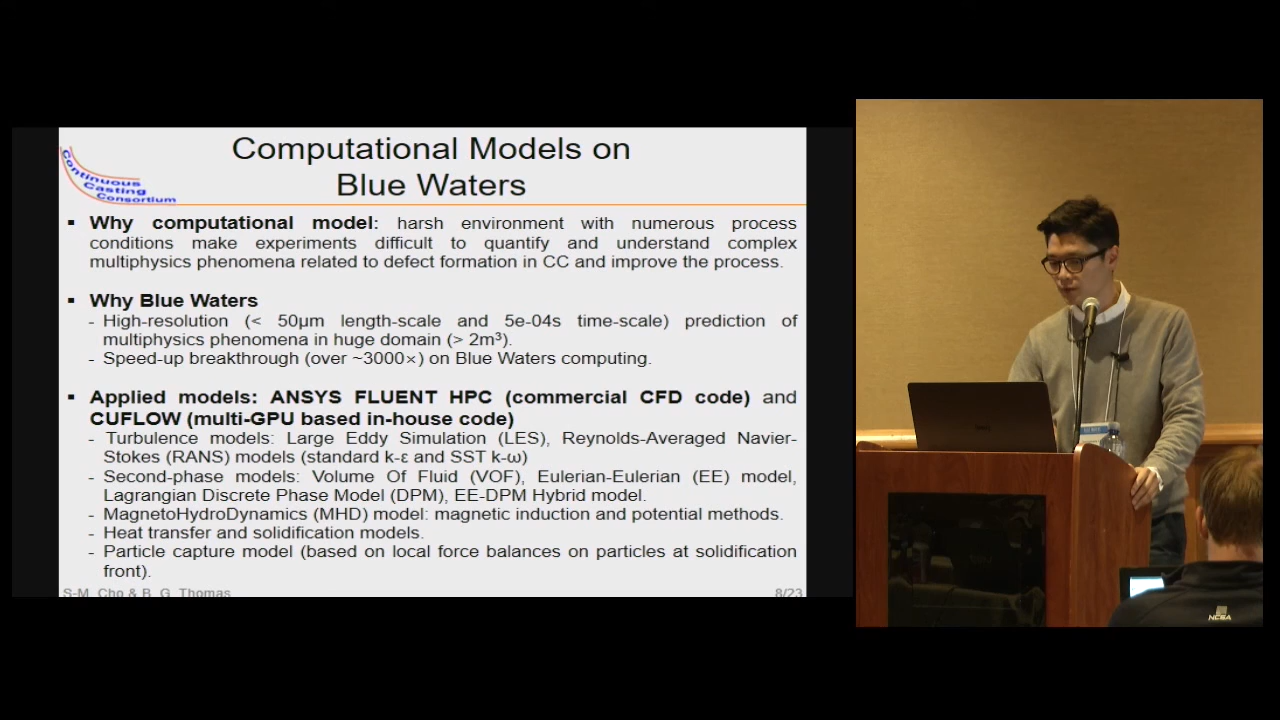 Continuous
Casting
Consortium
Computational Models on
Blue Waters
▪ Why computational model: harsh environment with numerous process
conditions make experiments difficult to quantify and understand complex
multiphysics phenomena related to defect formation in CC and improve the process.
▪ Why Blue Waters
- High-resolution (< 50µm length-scale and 5e-04s time-scale) prediction of
multiphysics phenomena in huge domain (> 2m³).
- Speed-up breakthrough (over ~3000×) on Blue Waters computing.
▪ Applied models: ANSYS FLUENT HPC (commercial CFD code) and
CUFLOW (multi-GPU based in-house code)
- Turbulence models: Large Eddy Simulation (LES), Reynolds-Averaged Navier-
Stokes (RANS) models (standard k-ε and SST k-ω)
- Second-phase models: Volume Of Fluid (VOF), Eulerian-Eulerian (EE) model,
Lagrangian Discrete Phase Model (DPM), EE-DPM Hybrid model.
- MagnetoHydroDynamics (MHD) model: magnetic induction and potential methods.
- Heat transfer and solidification models.
- Particle capture model (based on local force balances on particles at solidification
front).
S-M. Cho & B. G. Thomas
8/23
NCSA